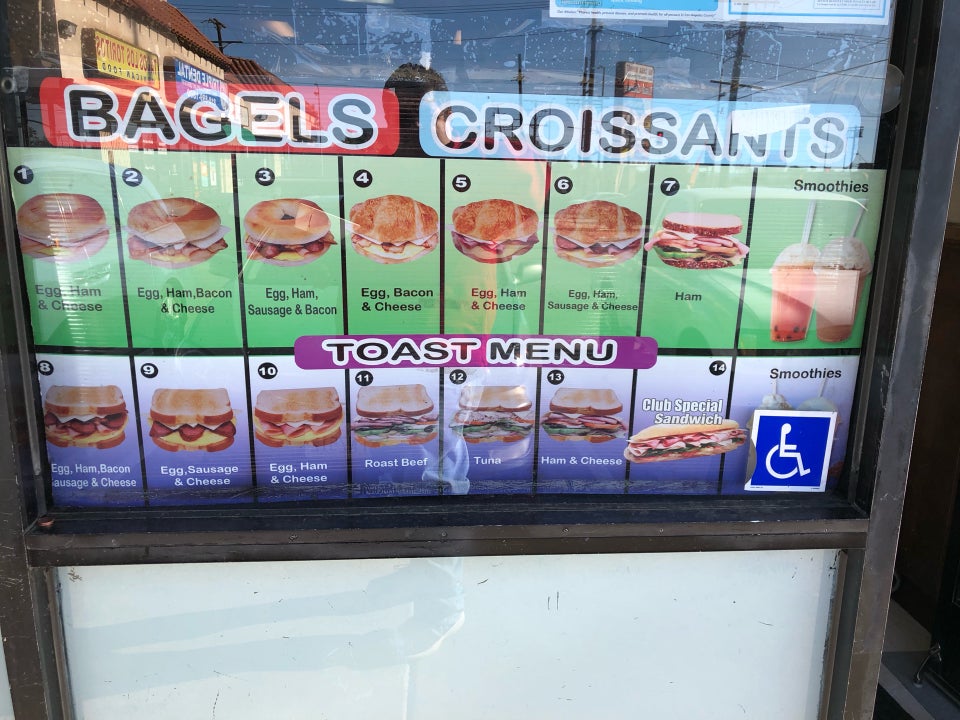 BAGELS
CROISSANTS
1
2
3
4
5
6
7
Smoothies
Egg, Ham
& Cheese
Egg, Ham,Bacon
& Cheese
Egg, Ham,
Sausage & Bacon
Egg, Bacon
& Cheese
Egg, Ham
& Cheese
Egg, Ham,
Sausage & Cheese
Ham
TOAST MENU
8
9
10
11
12
13
14
Smoothies
Club Special
Sandwich
Egg, Ham,Bacon
ausage & Cheese
Egg,Sausage
& Cheese
Egg, Ham
& Cheese
Roast Beef
Tuna
Ham & Cheese